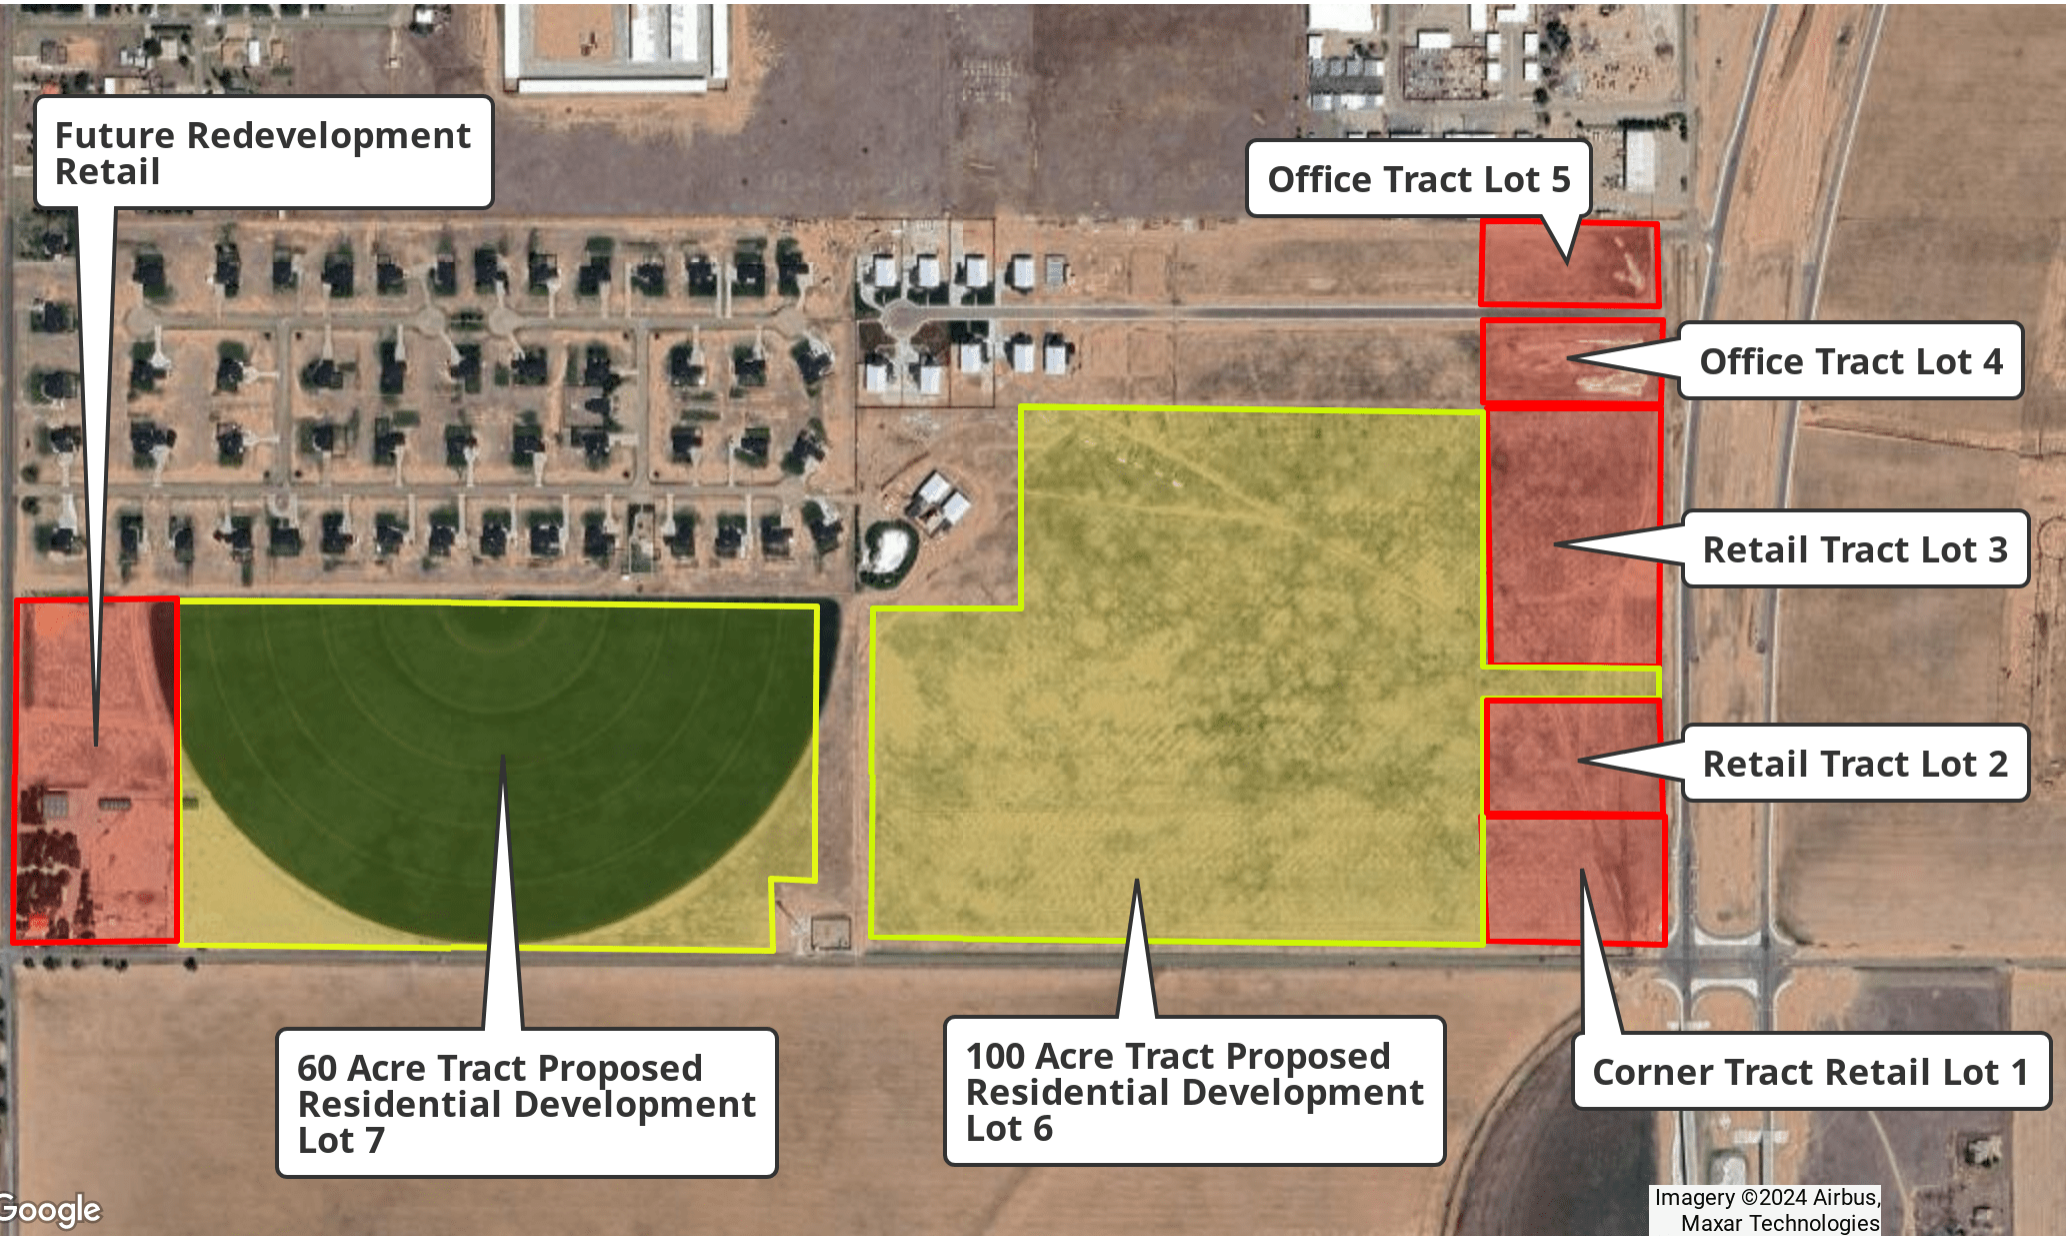 Future Redevelopment
Retail
Office Tract Lot 5
Office Tract Lot 4
Retail Tract Lot 3
Retail Tract Lot 2
60 Acre Tract Proposed
Residential Development
Lot 7
100 Acre Tract Proposed
Residential Development
Lot 6
Corner Tract Retail Lot 1
Google
Imagery ©2024 Airbus,
Maxar Technologies